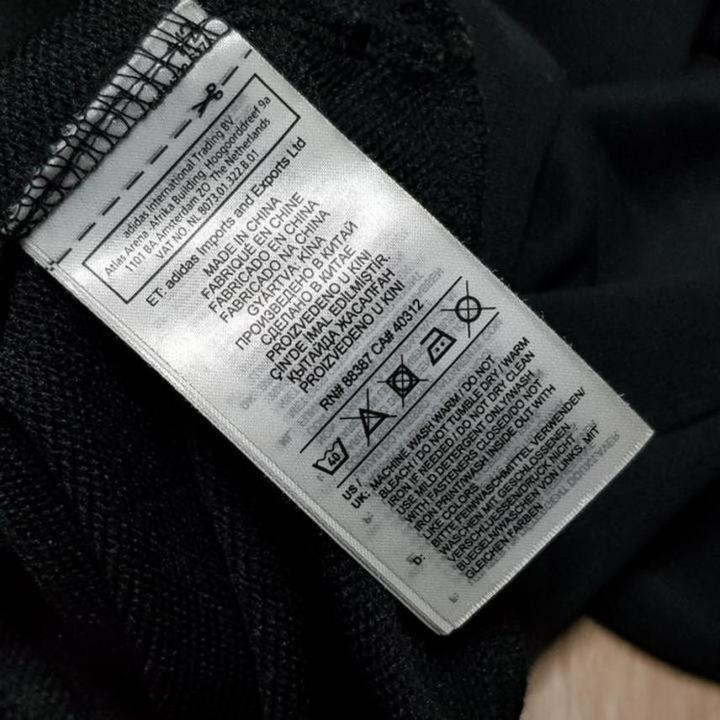 adidas International Trading BV
Atlas Arena, Afrika Building, Hoogoorddreef 9a
1101 BA Amsterdam ZO The Netherlands
VAT NO. NL 8073.01.322.B.01
ET: adidas Imports and Exports Ltd
MADE IN CHINA
FABRIQUE EN CHINE
FABRICADO EN CHINA
FABRICADO NA CHINA
GYÁRTVA: KÍNA
ПРОИЗВЕДЕНО В КИТАЙ
СДЕЛАНО В КИТАЕ
PROIZVEDENO U KINI
ÇİN'DE İMAL EDİLMİŞTİR.
КЫТАЙДА ЖАСАЛҒАН
PROIZVEDENO U KINI
RN# 88387 CA# 40312
US /
UK: MACHINE WASH WARM / DO NOT
BLEACH / DO NOT TUMBLE DRY / WARM
IRON IF NEEDED / DO NOT DRY CLEAN
USE MILD DETERGENT ONLY./WASH
WITH FASTENERS CLOSED/DO NOT
IRON PRINT/WASH INSIDE OUT WITH
LIKE COLORS.
D: BITTE FEINWASCHMITTEL VERWENDEN/
WASCHEN MIT GESCHLOSSENEN
VERSCHLUESSEN/DRUCK NICHT
BUEGELN/WASCHEN VON LINKS, MIT
GLEICHEN FARBEN.